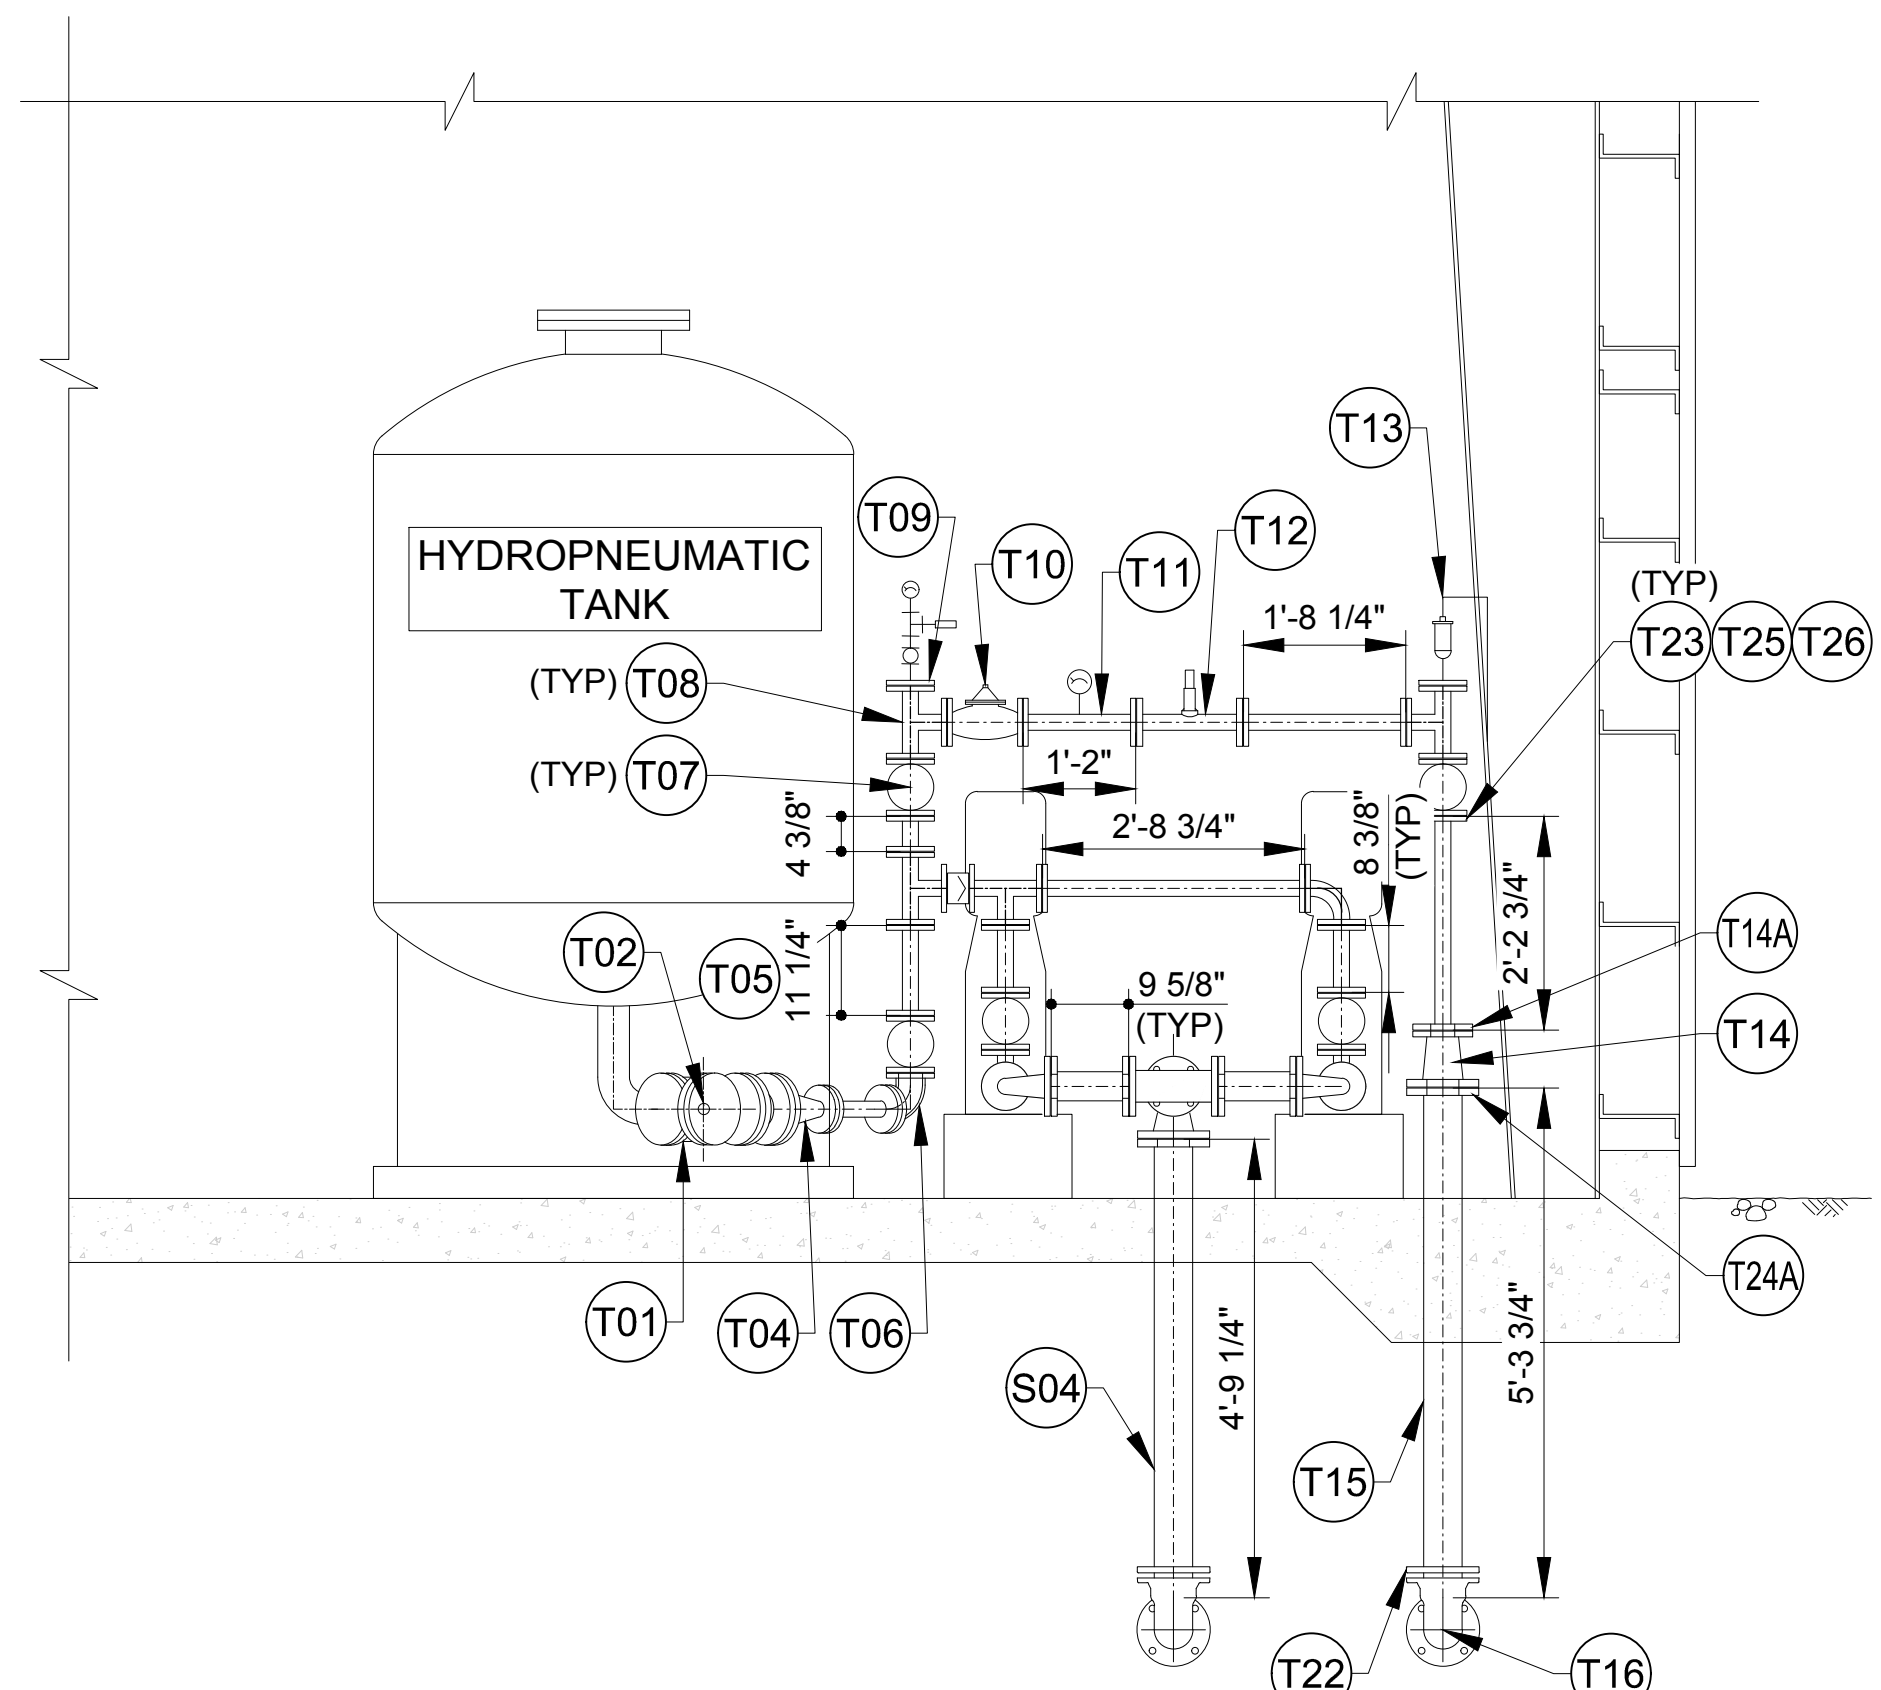 T13
T09
T12
T10
T11
HYDROPNEUMATIC
TANK
(TYP)
1'-8 1/4"
T23
T25
T26
(TYP)
T08
(TYP)
T07
1'-2"
4 3/8"
2'-8 3/4"
8 3/8"
(TYP)
2'-2 3/4"
T14A
T02
T05
11 1/4"
9 5/8"
(TYP)
T14
T24A
T01
T04
T06
S04
4'-9 1/4"
5'-3 3/4"
T15
T22
T16